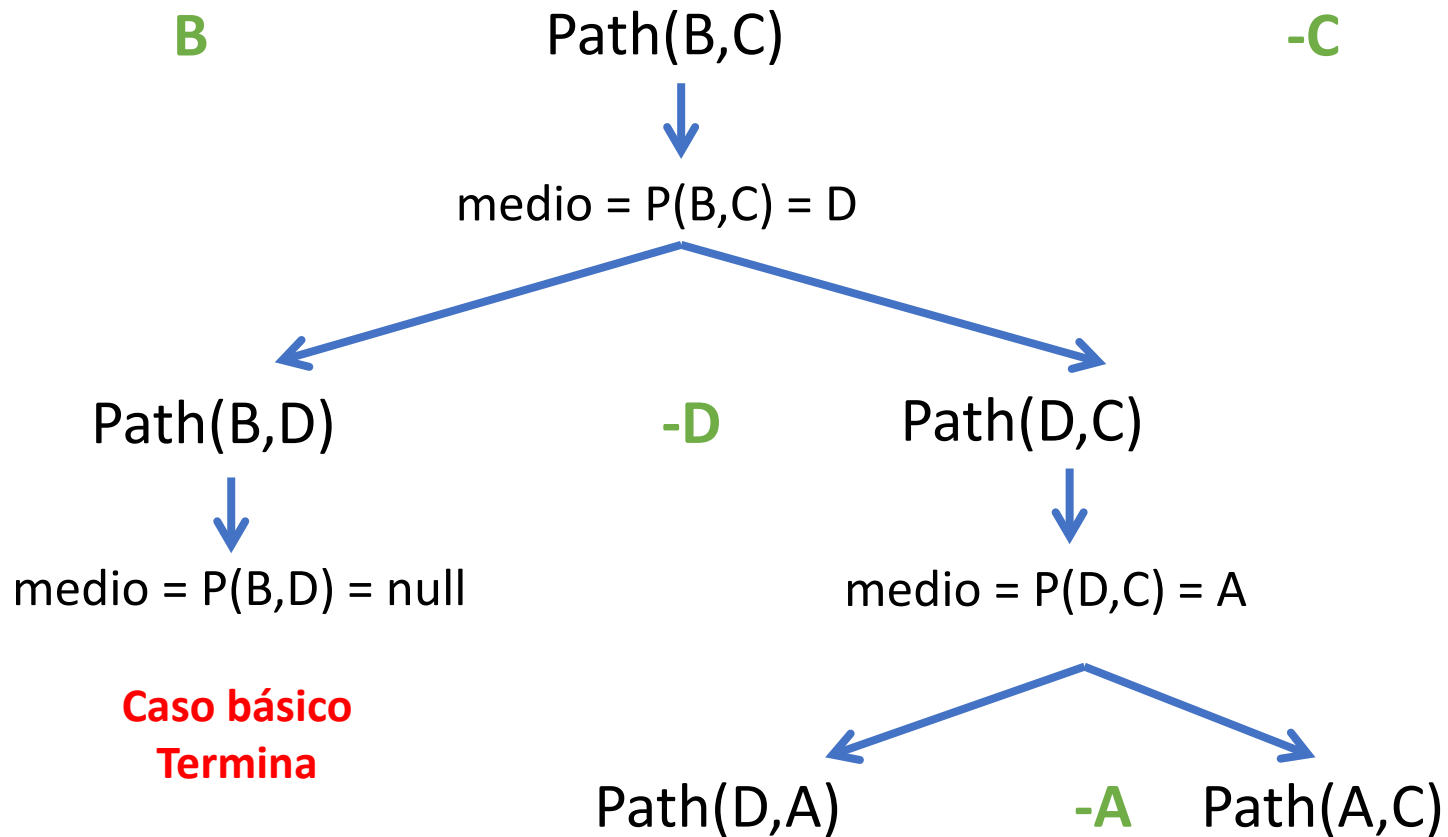 B Path(B,C) -C
medio = P(B,C) = D
Path(B,D) -D Path(D,C)
medio = P(B,D) = null medio = P(D,C) = A
Caso básico
Termina
Path(D,A) -A Path(A,C)